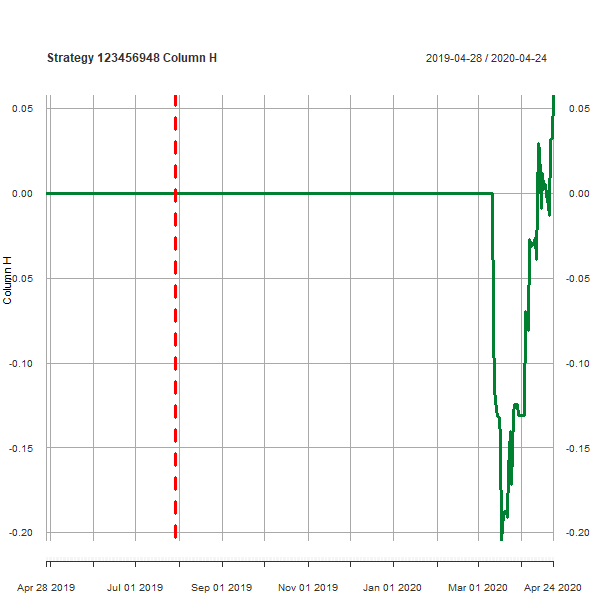 Strategy 123456948 Column H
2019-04-28 / 2020-04-24
0.05 0.05
0.00 0.00
-0.05 -0.05
Column H
-0.10 -0.10
-0.15 -0.15
-0.20 -0.20
Apr 28 2019 Jul 01 2019 Sep 01 2019 Nov 01 2019 Jan 01 2020 Mar 01 2020 Apr 24 2020